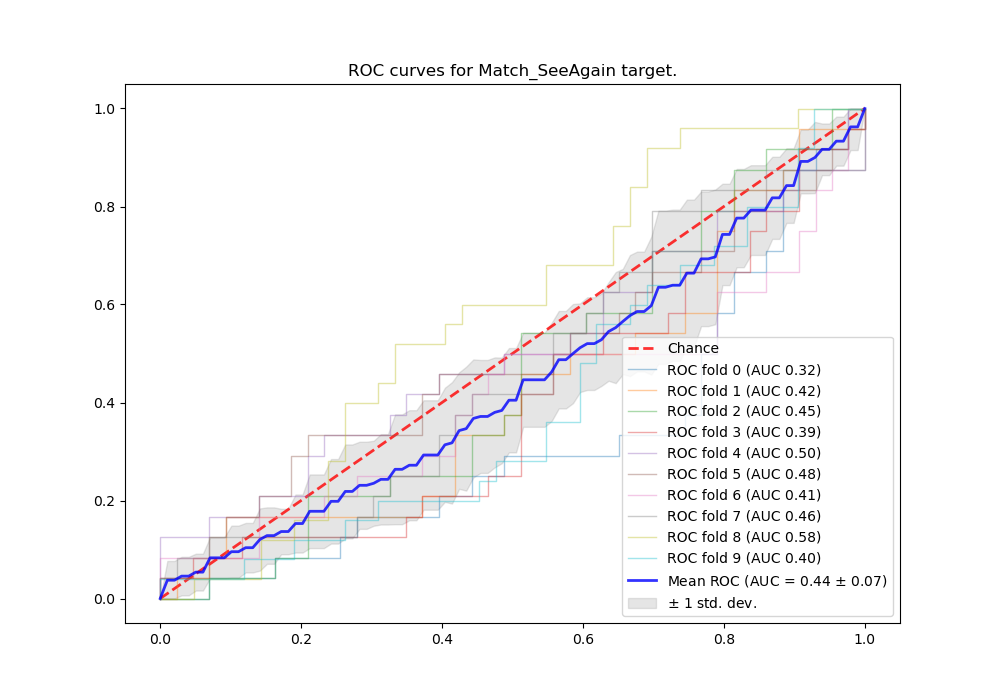 ROC curves for Match_SeeAgain target.
1.0
0.8
0.6
0.4
0.2
0.0
0.0 0.2 0.4 0.6 0.8 1.0
Chance
ROC fold 0 (AUC 0.32)
ROC fold 1 (AUC 0.42)
ROC fold 2 (AUC 0.45)
ROC fold 3 (AUC 0.39)
ROC fold 4 (AUC 0.50)
ROC fold 5 (AUC 0.48)
ROC fold 6 (AUC 0.41)
ROC fold 7 (AUC 0.46)
ROC fold 8 (AUC 0.58)
ROC fold 9 (AUC 0.40)
Mean ROC (AUC = 0.44 ± 0.07)
± 1 std. dev.